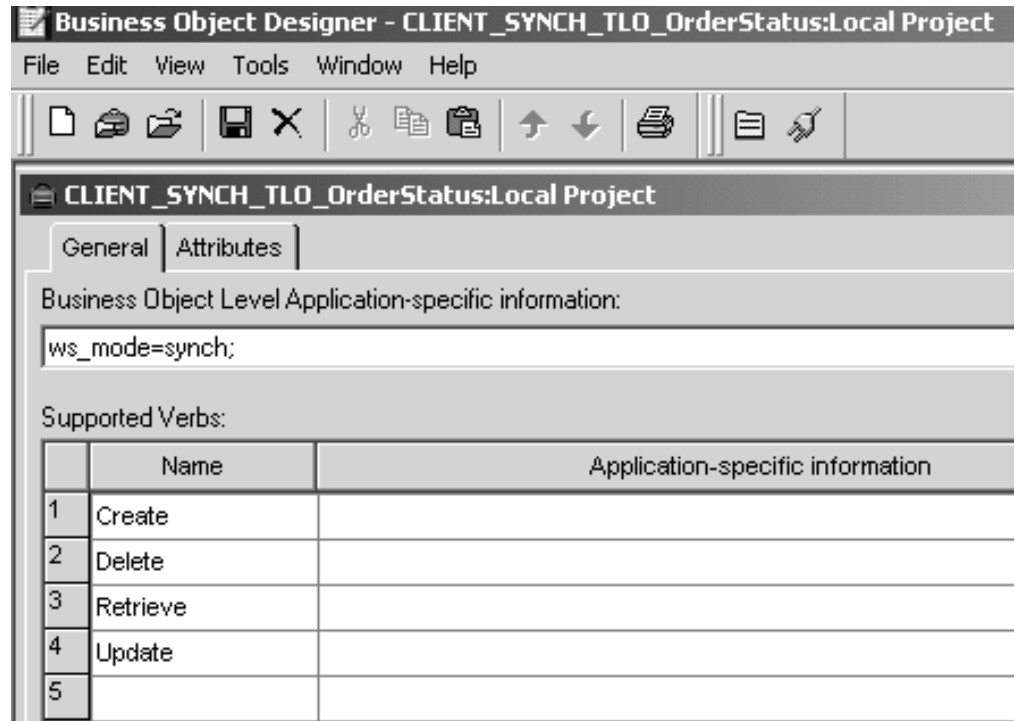 Business Object Designer - CLIENT_SYNCH_TLO_OrderStatus:Local Project
File Edit View Tools Window Help
CLIENT_SYNCH_TLO_OrderStatus:Local Project
General Attributes
Business Object Level Application-specific information:
ws_mode=synch;
Supported Verbs:
Name Application-specific information
1 Create
2 Delete
3 Retrieve
4 Update
5